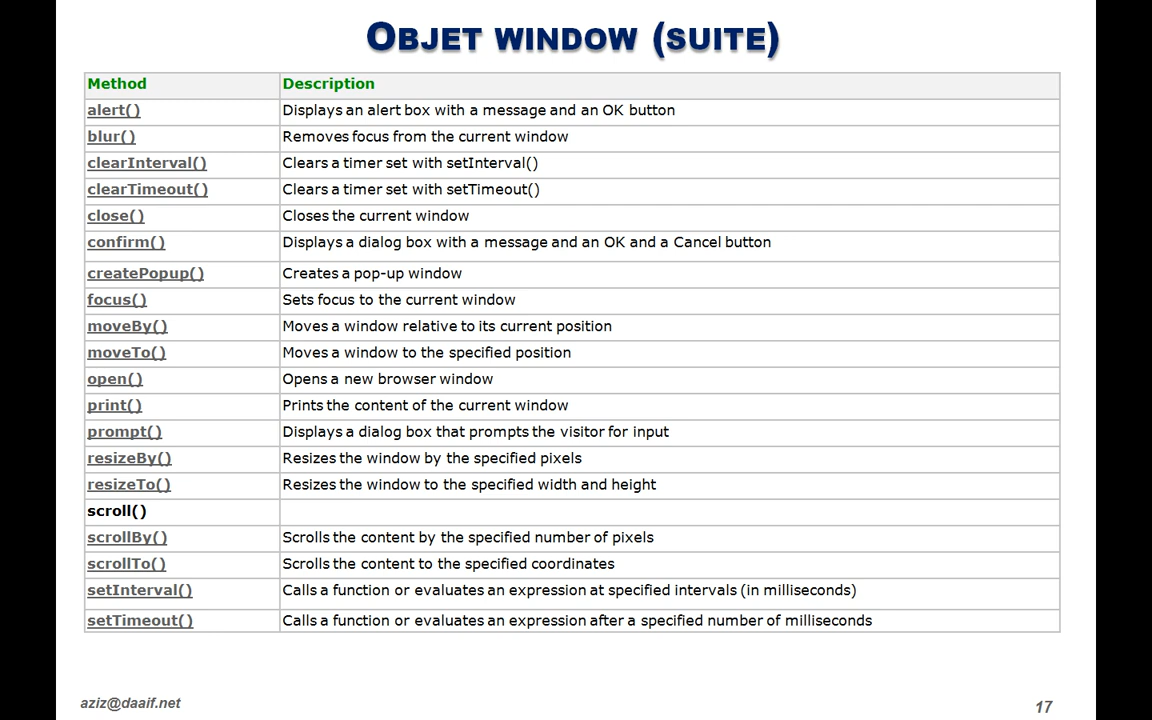 OBJET WINDOW (SUITE)
Method Description
alert() Displays an alert box with a message and an OK button
blur() Removes focus from the current window
clearInterval() Clears a timer set with setInterval()
clearTimeout() Clears a timer set with setTimeout()
close() Closes the current window
confirm() Displays a dialog box with a message and an OK and a Cancel button
createPopup() Creates a pop-up window
focus() Sets focus to the current window
moveBy() Moves a window relative to its current position
moveTo() Moves a window to the specified position
open() Opens a new browser window
print() Prints the content of the current window
prompt() Displays a dialog box that prompts the visitor for input
resizeBy() Resizes the window by the specified pixels
resizeTo() Resizes the window to the specified width and height
scroll()
scrollBy() Scrolls the content by the specified number of pixels
scrollTo() Scrolls the content to the specified coordinates
setInterval() Calls a function or evaluates an expression at specified intervals (in milliseconds)
setTimeout() Calls a function or evaluates an expression after a specified number of milliseconds
aziz@daaif.net 17